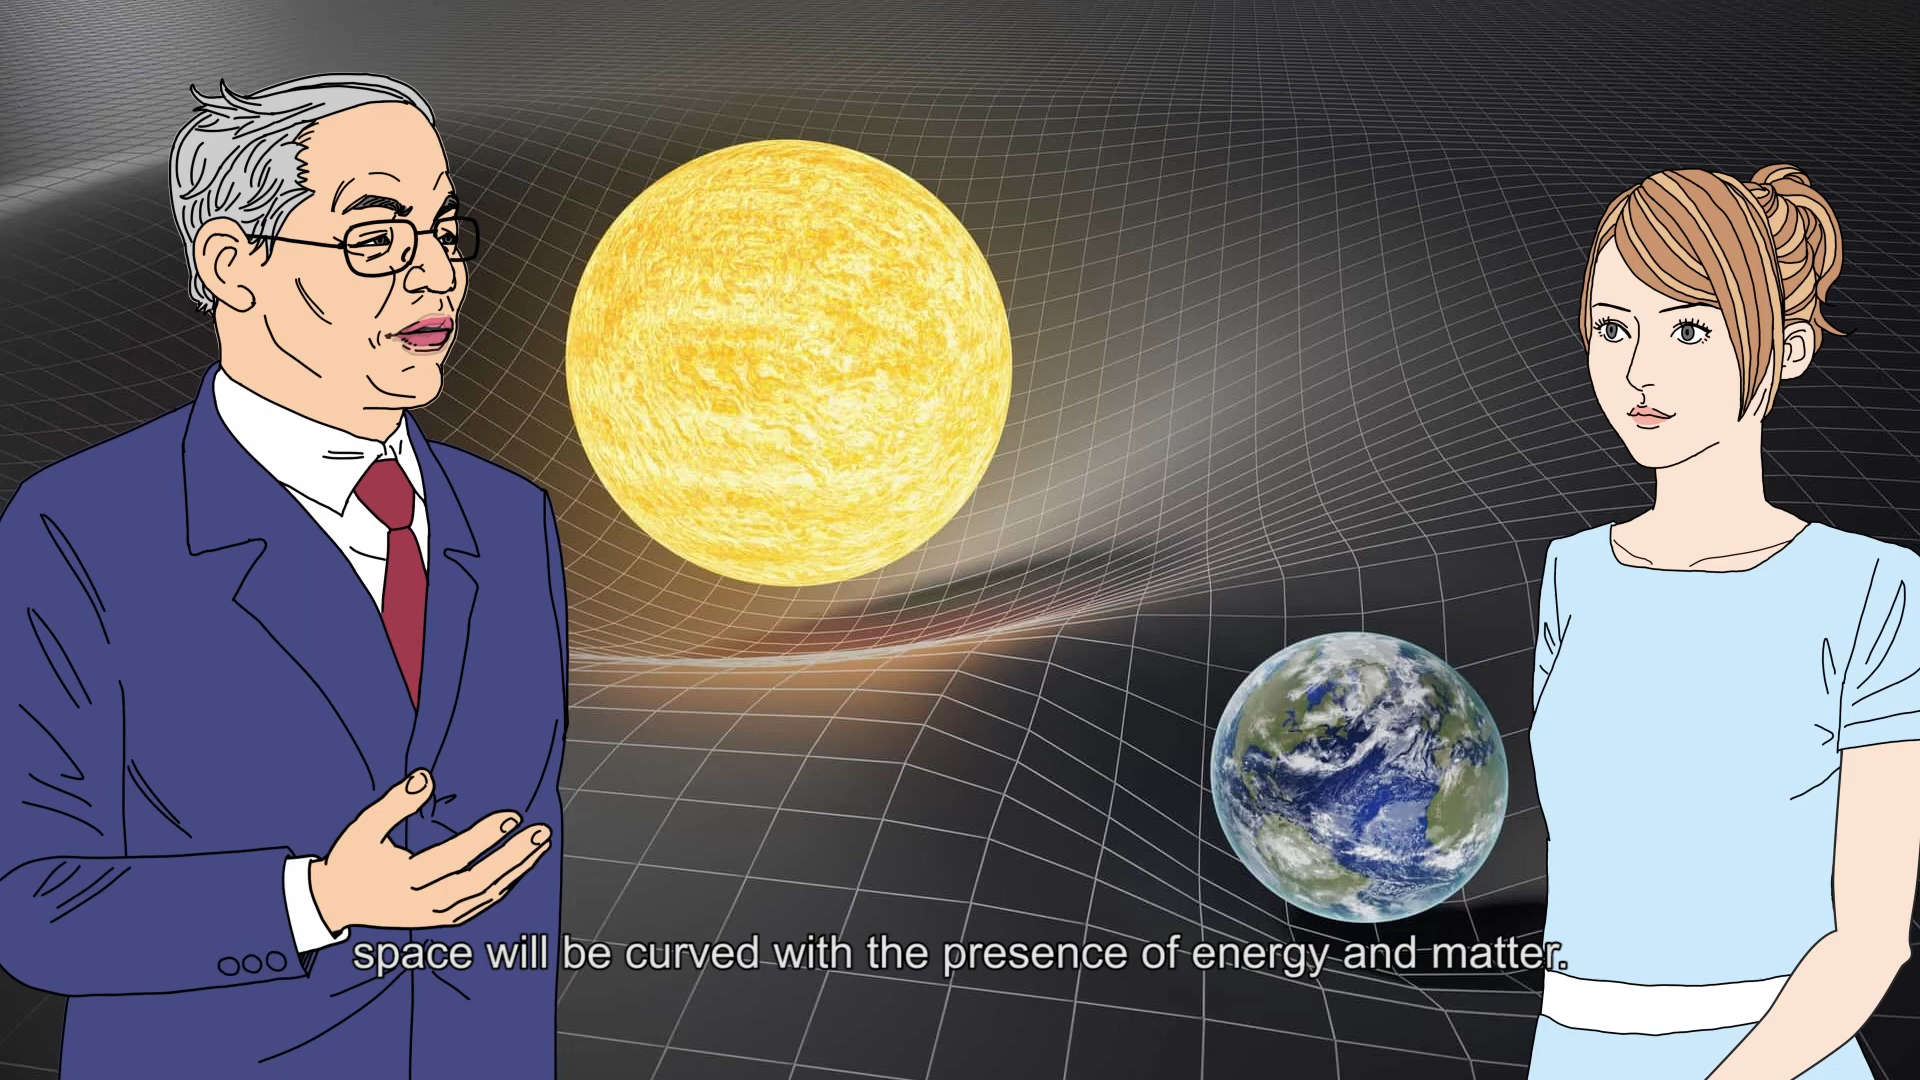 space will be curved with the presence of energy and matter.